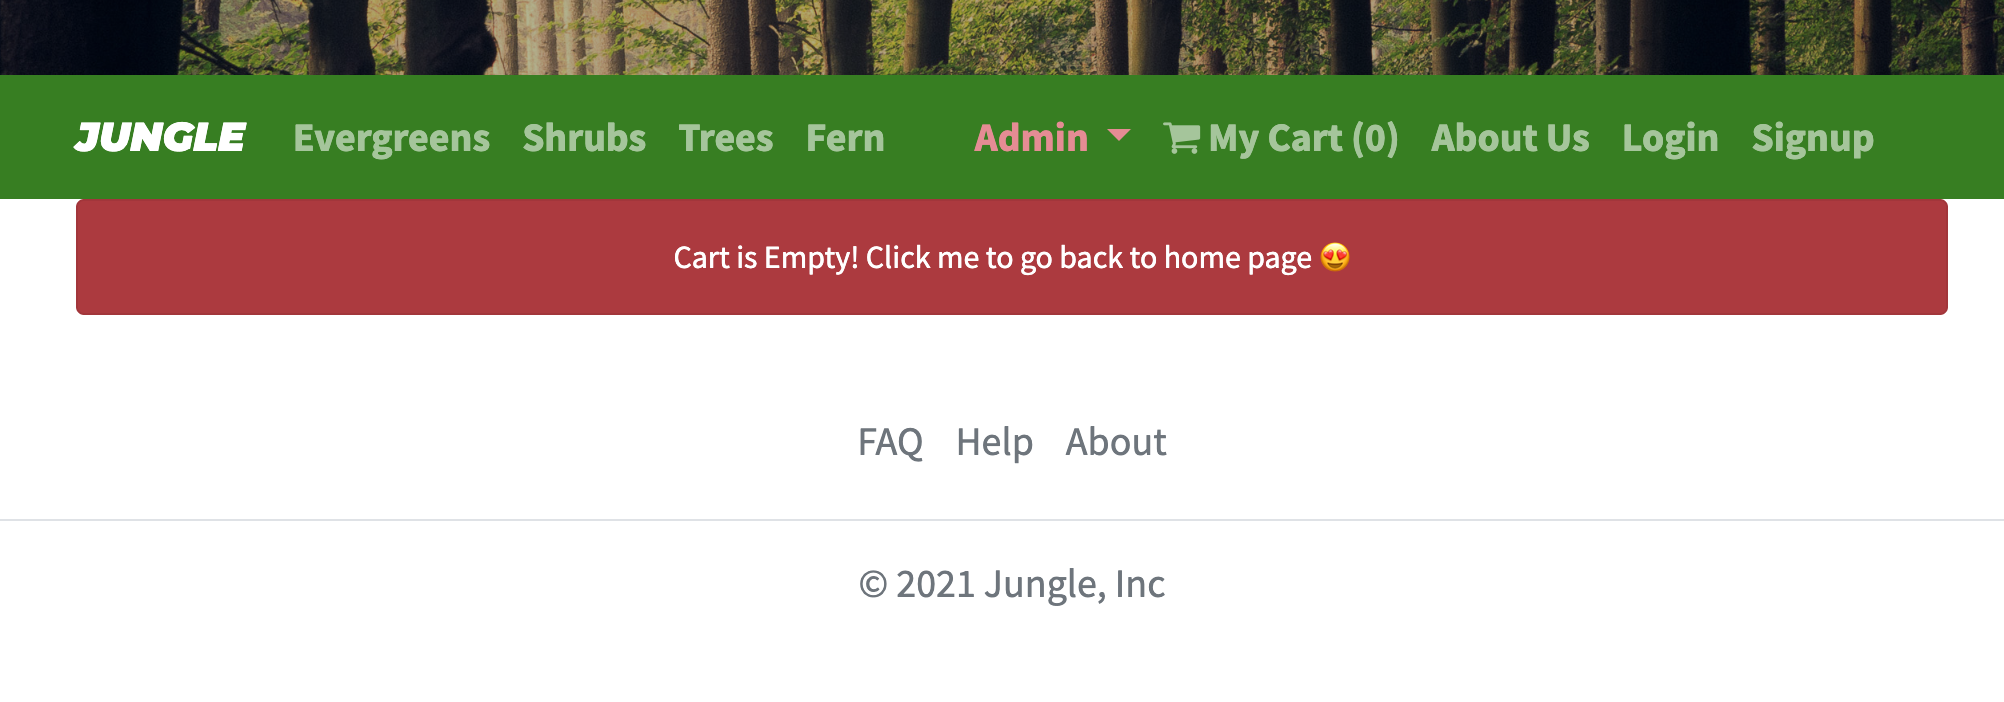 JUNGLE Evergreens Shrubs Trees Fern Admin My Cart (0) About Us Login Signup
Cart is Empty! Click me to go back to home page 😍
FAQ Help About
© 2021 Jungle, Inc